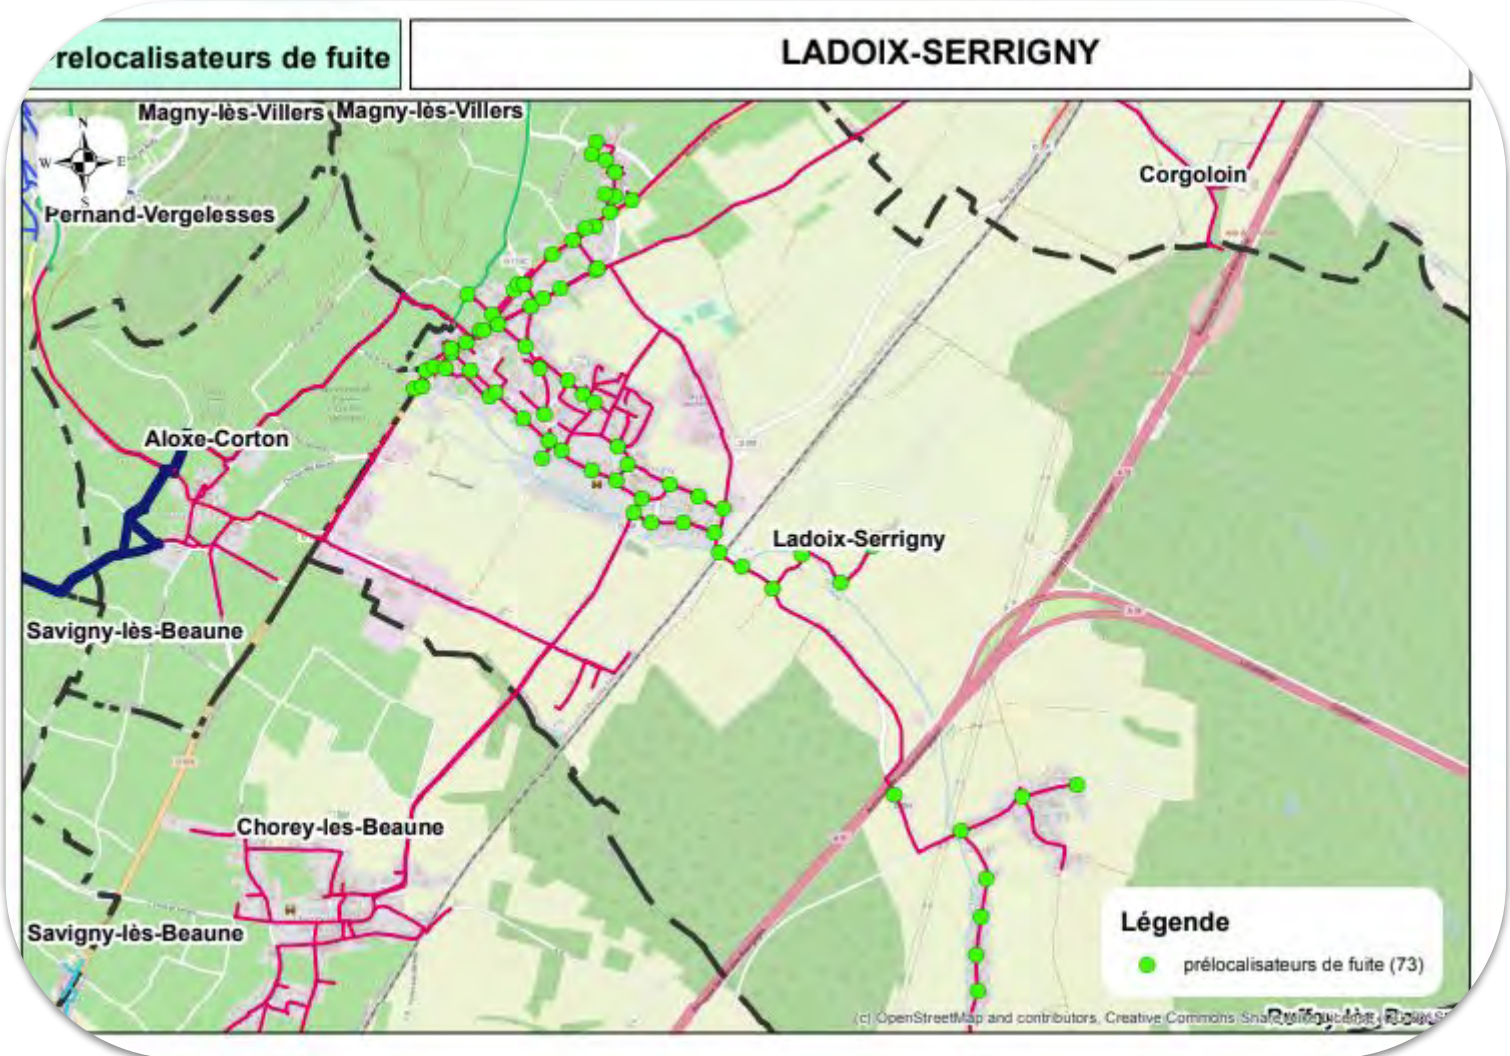 relocalisateurs de fuite
LADOIX-SERRIGNY
Magny-lès-Villers
Magny-lès-Villers
N
W
E
S
Corgoloin
Pernand-Vergelesses
Aloxe-Corton
Ladoix-Serrigny
Savigny-lès-Beaune
Chorey-les-Beaune
Savigny-lès-Beaune
Légende
prélocalisateurs de fuite (73)
(c) OpenStreetMap and contributors, Creative Commons